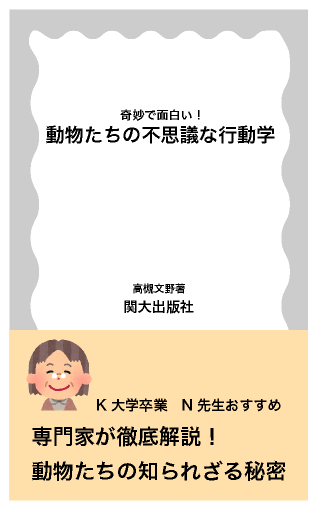 奇妙で面白い！
動物たちの不思議な行動学
高槻文野著
関大出版社
K 大学卒業　N 先生おすすめ
専門家が徹底解説！
動物たちの知られざる秘密